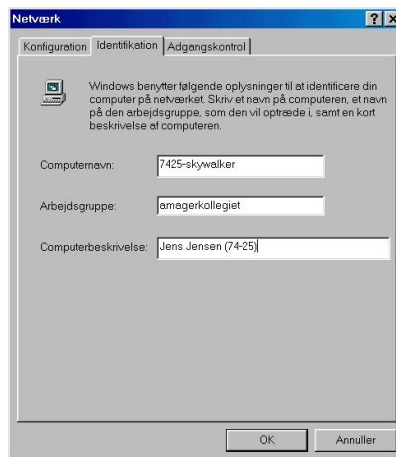 Netværk
Konfiguration Identifikation Adgangskontrol
Windows benytter følgende oplysninger til at identificere din
computer på netværket. Skriv et navn på computeren, et navn
på den arbejdsgruppe, som den vil optræde i, samt en kort
beskrivelse af computeren.
Computernavn: 7425-skywalker
Arbejdsgruppe: amagerkollegiet
Computerbeskrivelse: Jens Jensen (74-25)
OK Annuller